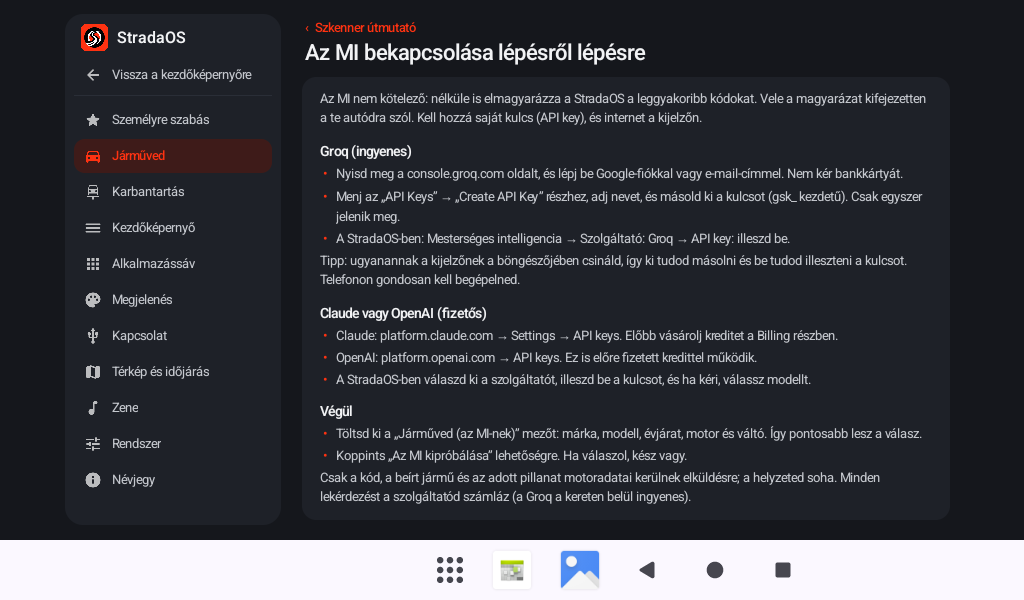 StradaOS
Vissza a kezdőképernyőre
Személyre szabás
Járműved
Karbantartás
Kezdőképernyő
Alkalmazássáv
Megjelenés
Kapcsolat
Térkép és időjárás
Zene
Rendszer
Névjegy
‹ Szkenner útmutató
Az MI bekapcsolása lépésről lépésre
Az MI nem kötelező: nélküle is elmagyarázza a StradaOS a leggyakoribb kódokat. Vele a magyarázat kifejezetten
a te autódra szól. Kell hozzá saját kulcs (API key), és internet a kijelzőn.
Groq (ingyenes)
• Nyisd meg a console.groq.com oldalt, és lépj be Google-fiókkal vagy e-mail-címmel. Nem kér bankkártyát.
• Menj az „API Keys” → „Create API Key” részhez, adj nevet, és másold ki a kulcsot (gsk_ kezdetű). Csak egyszer
jelenik meg.
• A StradaOS-ben: Mesterséges intelligencia → Szolgáltató: Groq → API key: illeszd be.
Tipp: ugyanannak a kijelzőnek a böngészőjében csináld, így ki tudod másolni és be tudod illeszteni a kulcsot.
Telefonon gondosan kell begépelned.
Claude vagy OpenAI (fizetős)
• Claude: platform.claude.com → Settings → API keys. Előbb vásárolj kreditet a Billing részben.
• OpenAI: platform.openai.com → API keys. Ez is előre fizetett kredittel működik.
• A StradaOS-ben válaszd ki a szolgáltatót, illeszd be a kulcsot, és ha kéri, válassz modellt.
Végül
• Töltsd ki a „Járműved (az MI-nek)” mezőt: márka, modell, évjárat, motor és váltó. Így pontosabb lesz a válasz.
• Koppints „Az MI kipróbálása” lehetőségre. Ha válaszol, kész vagy.
Csak a kód, a beírt jármű és az adott pillanat motoradatai kerülnek elküldésre; a helyzeted soha. Minden
lekérdezést a szolgáltatód számláz (a Groq a kereten belül ingyenes).